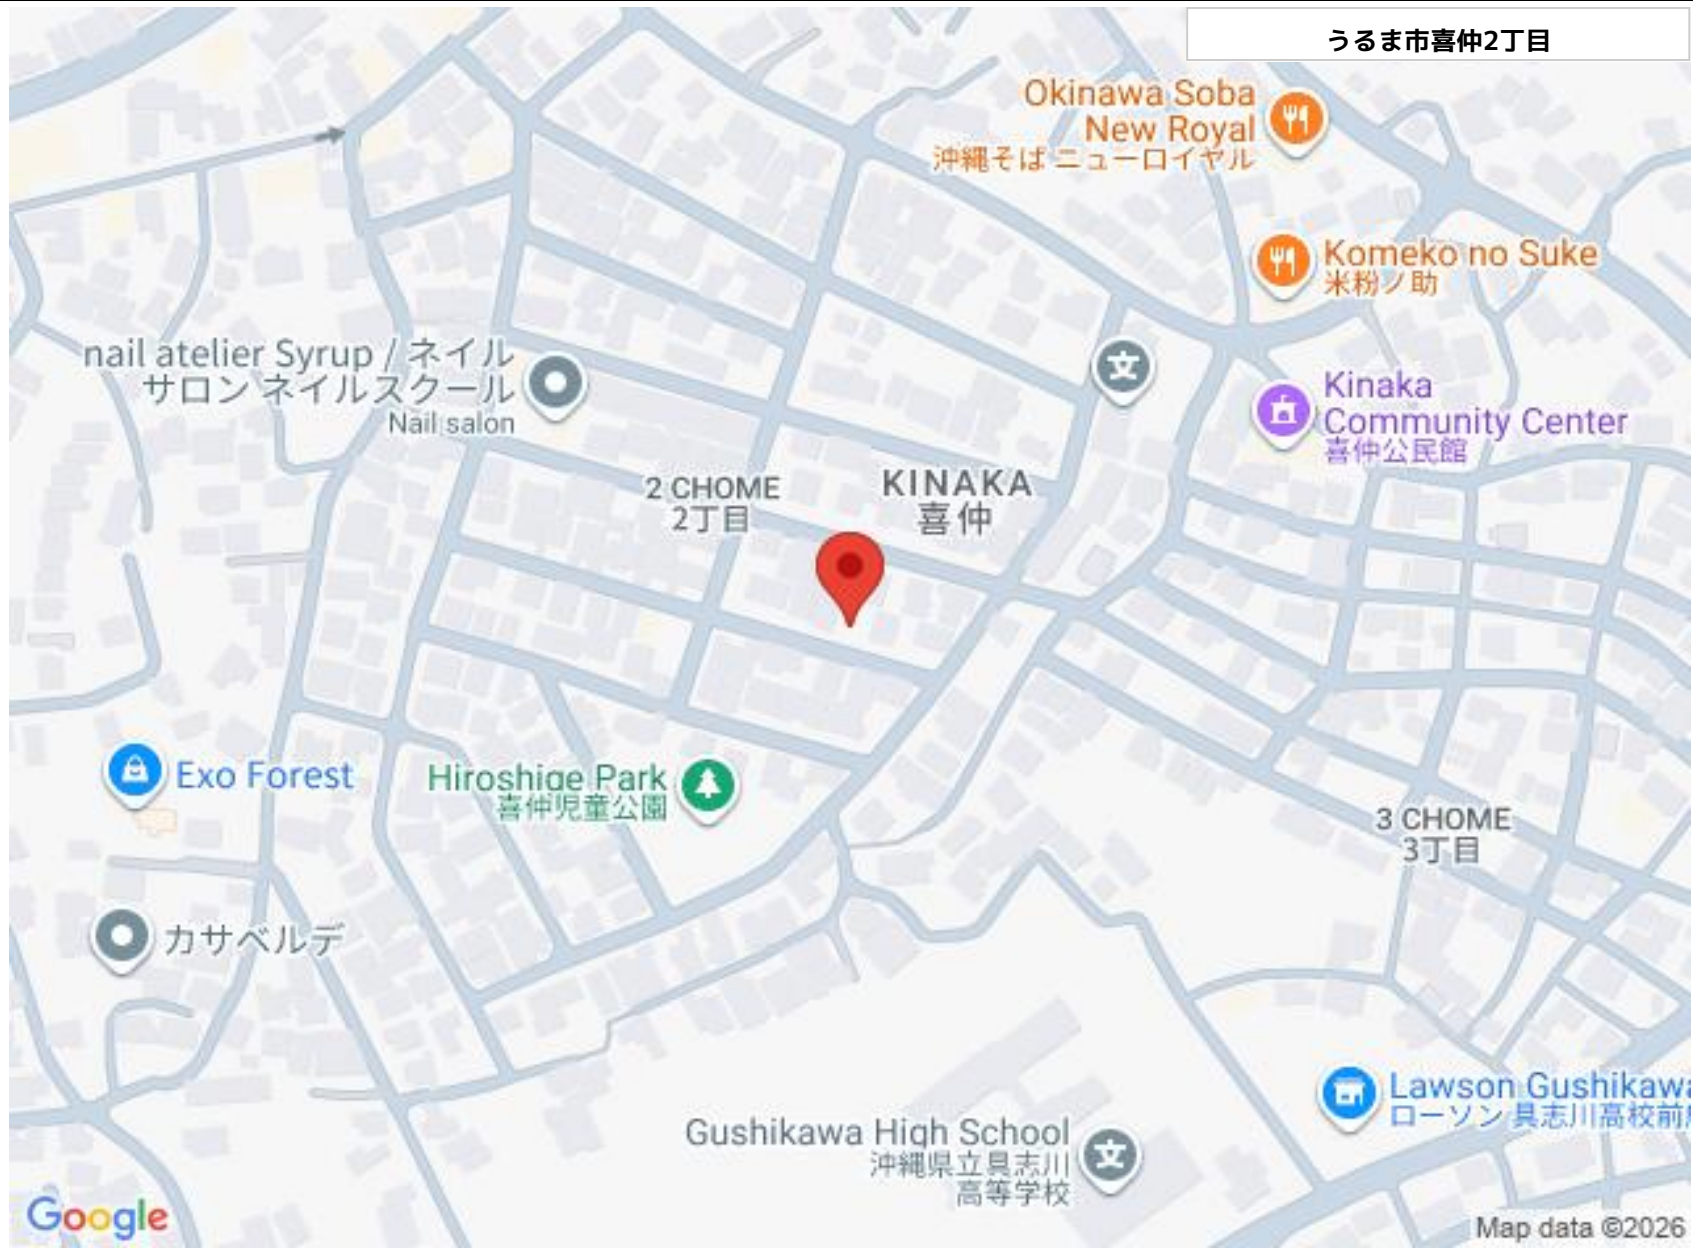 うるま市喜仲2丁目
Okinawa Soba
New Royal
沖縄そば ニューロイヤル
Komeko no Suke
米粉ノ助
nail atelier Syrup / ネイル
サロン ネイルスクール
Nail salon
Kinaka
Community Center
喜仲公民館
2 CHOME
2丁目
KINAKA
喜仲
文
Exo Forest
Hiroshige Park
喜仲児童公園
3 CHOME
3丁目
カサベルデ
Lawson Gushikawa
ローソン 具志川高校前
Gushikawa High School
沖縄県立具志川
高等学校
文
Google
Map data ©2026